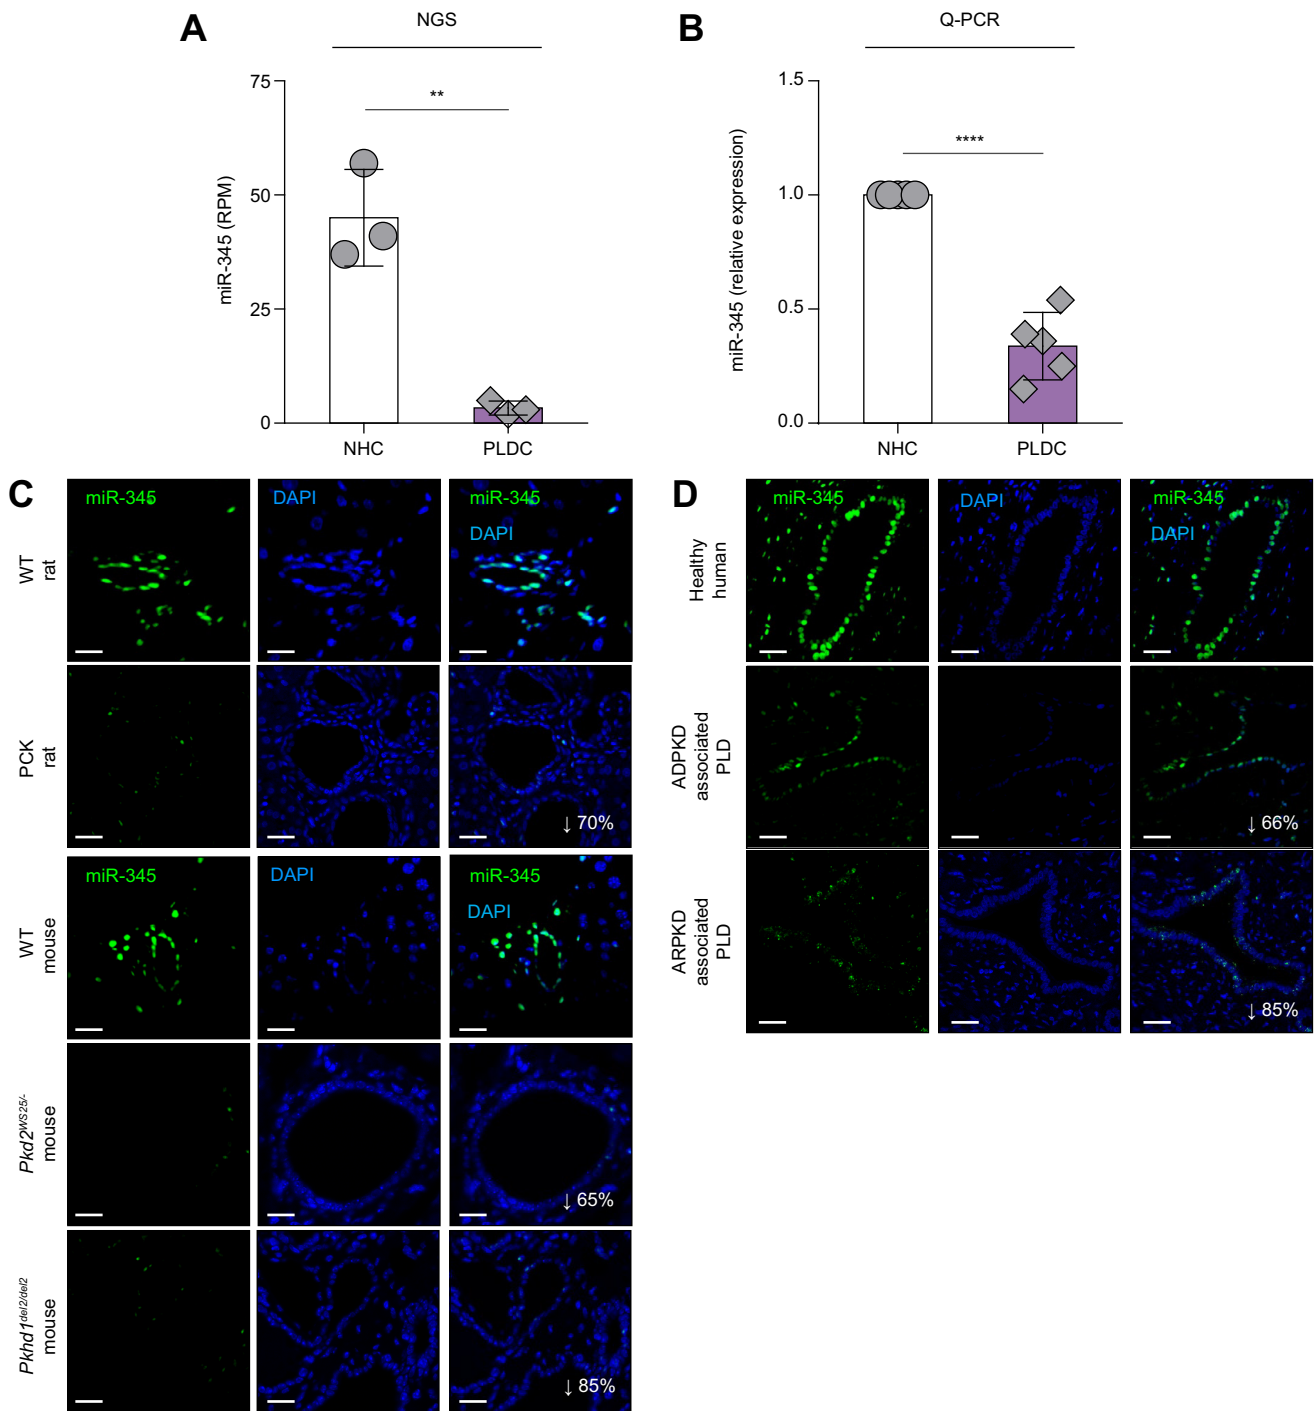 A
NGS
75
50
25
0
miR-345 (RPM)
**
NHC
PLDC
B
Q-PCR
1.5
1.0
0.5
0.0
miR-345 (relative expression)
****
NHC
PLDC
C
miR-345
DAPI
miR-345
DAPI
WT
rat
PCK
rat
↓ 70%
miR-345
DAPI
miR-345
DAPI
WT
mouse
Pkd2WS25/-
mouse
↓ 65%
Pkhd1del2/del2
mouse
↓ 85%
D
miR-345
DAPI
miR-345
DAPI
Healthy
human
ADPKD
associated
PLD
↓ 66%
ARPKD
associated
PLD
↓ 85%